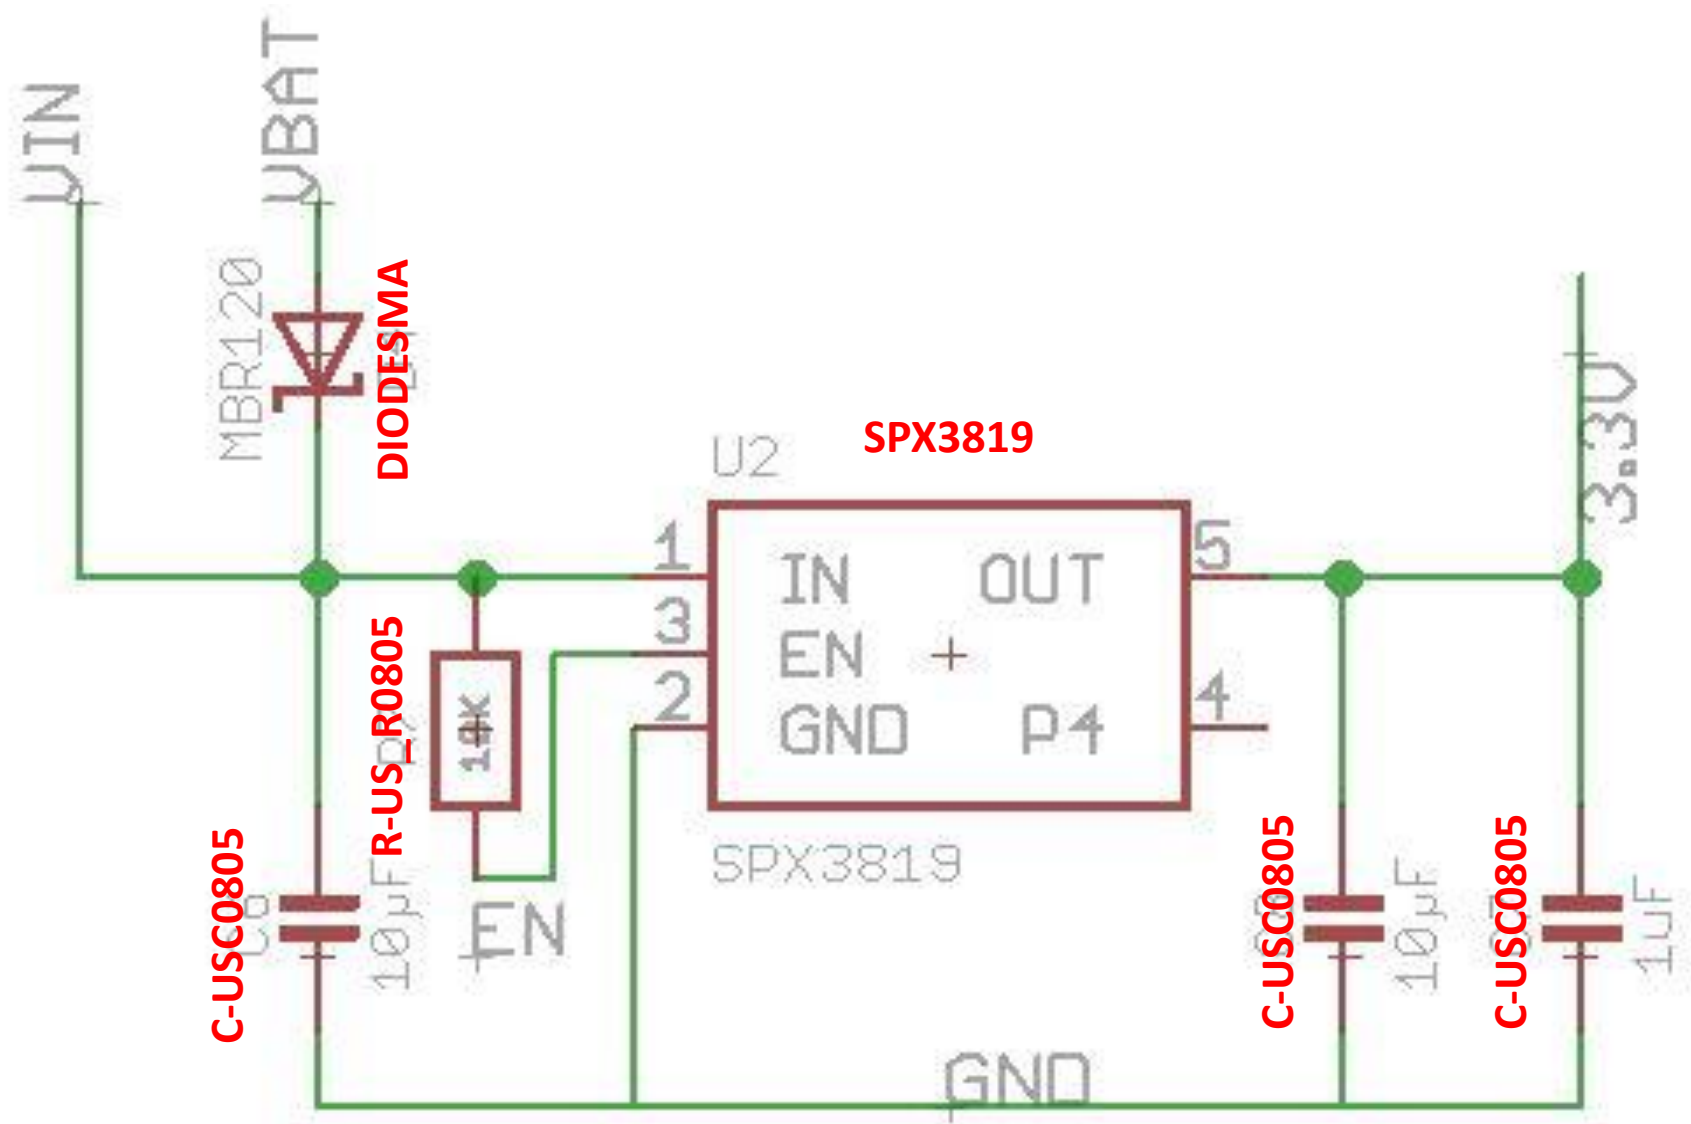 VIN
VBAT
MBR120
DIODESMA
U2
SPX3819
1
3
2
5
4
IN
OUT
EN
GND
P4
3.3V
R-US_R0805
SPX3819
C-USC0805
10µF
EN
C-USC0805
10µF
C-USC0805
1uF
GND